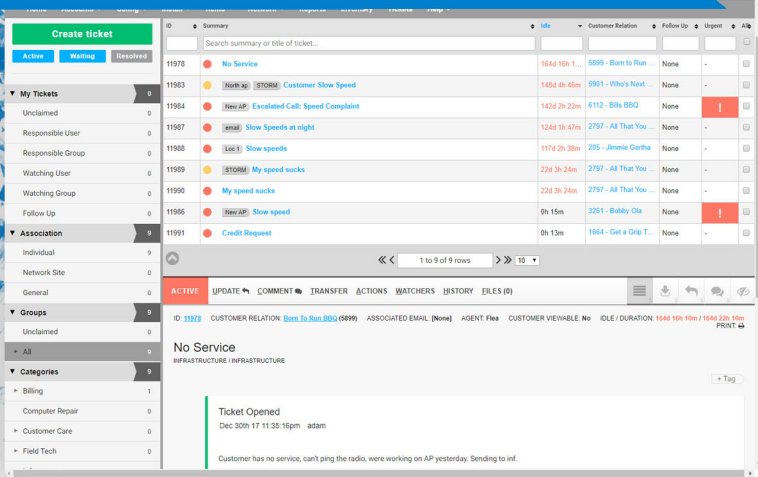 Reports Inventory Tickets Help
Create ticket
Active Waiting Resolved
My Tickets 0
Unclaimed 0
Responsible User 0
Responsible Group 0
Watching User 0
Watching Group 0
Follow Up 0
Association 9
Individual 9
Network Site 0
General 0
Groups 9
Unclaimed 0
All 9
Categories 9
Billing 1
Computer Repair 0
Customer Care 0
Field Tech 0
ID Summary Idle Customer Relation Follow Up Urgent All
Search summary or title of ticket...
11978 No Service 164d 16h 1... 5899 - Born to Run ... None -
11983 North ap STORM Customer Slow Speed 148d 4h 46m 5901 - Who's Next ... None -
11984 New AP Escalated Call: Speed Complaint 142d 2h 22m 6112 - Bills BBQ None !
11987 email Slow Speeds at night 124d 1h 47m 2797 - All That You ... None -
11988 Loc 1 Slow speeds 117d 2h 38m 205 - Jimmie Gertha None -
11989 STORM My speed sucks 22d 3h 24m 2797 - All That You ... None -
11990 My speed sucks 22d 3h 24m 2797 - All That You ... None -
11986 New AP Slow speed 0h 15m 3251 - Bobby Ola None !
11991 Credit Request 0h 13m 1664 - Get a Grip T... None -
1 to 9 of 9 rows 10
ACTIVE UPDATE COMMENT TRANSFER ACTIONS WATCHERS HISTORY FILES (0)
ID: 11978 CUSTOMER RELATION: Born To Run BBQ (5899) ASSOCIATED EMAIL: [None] AGENT: Flea CUSTOMER VIEWABLE: No IDLE / DURATION: 164d 16h 10m / 164d 22h 10m
PRINT:
No Service
INFRASTRUCTURE / INFRASTRUCTURE
+ Tag
Ticket Opened
Dec 30th 17 11:35:16pm adam
Customer has no service, can't ping the radio, were working on AP yesterday. Sending to inf.